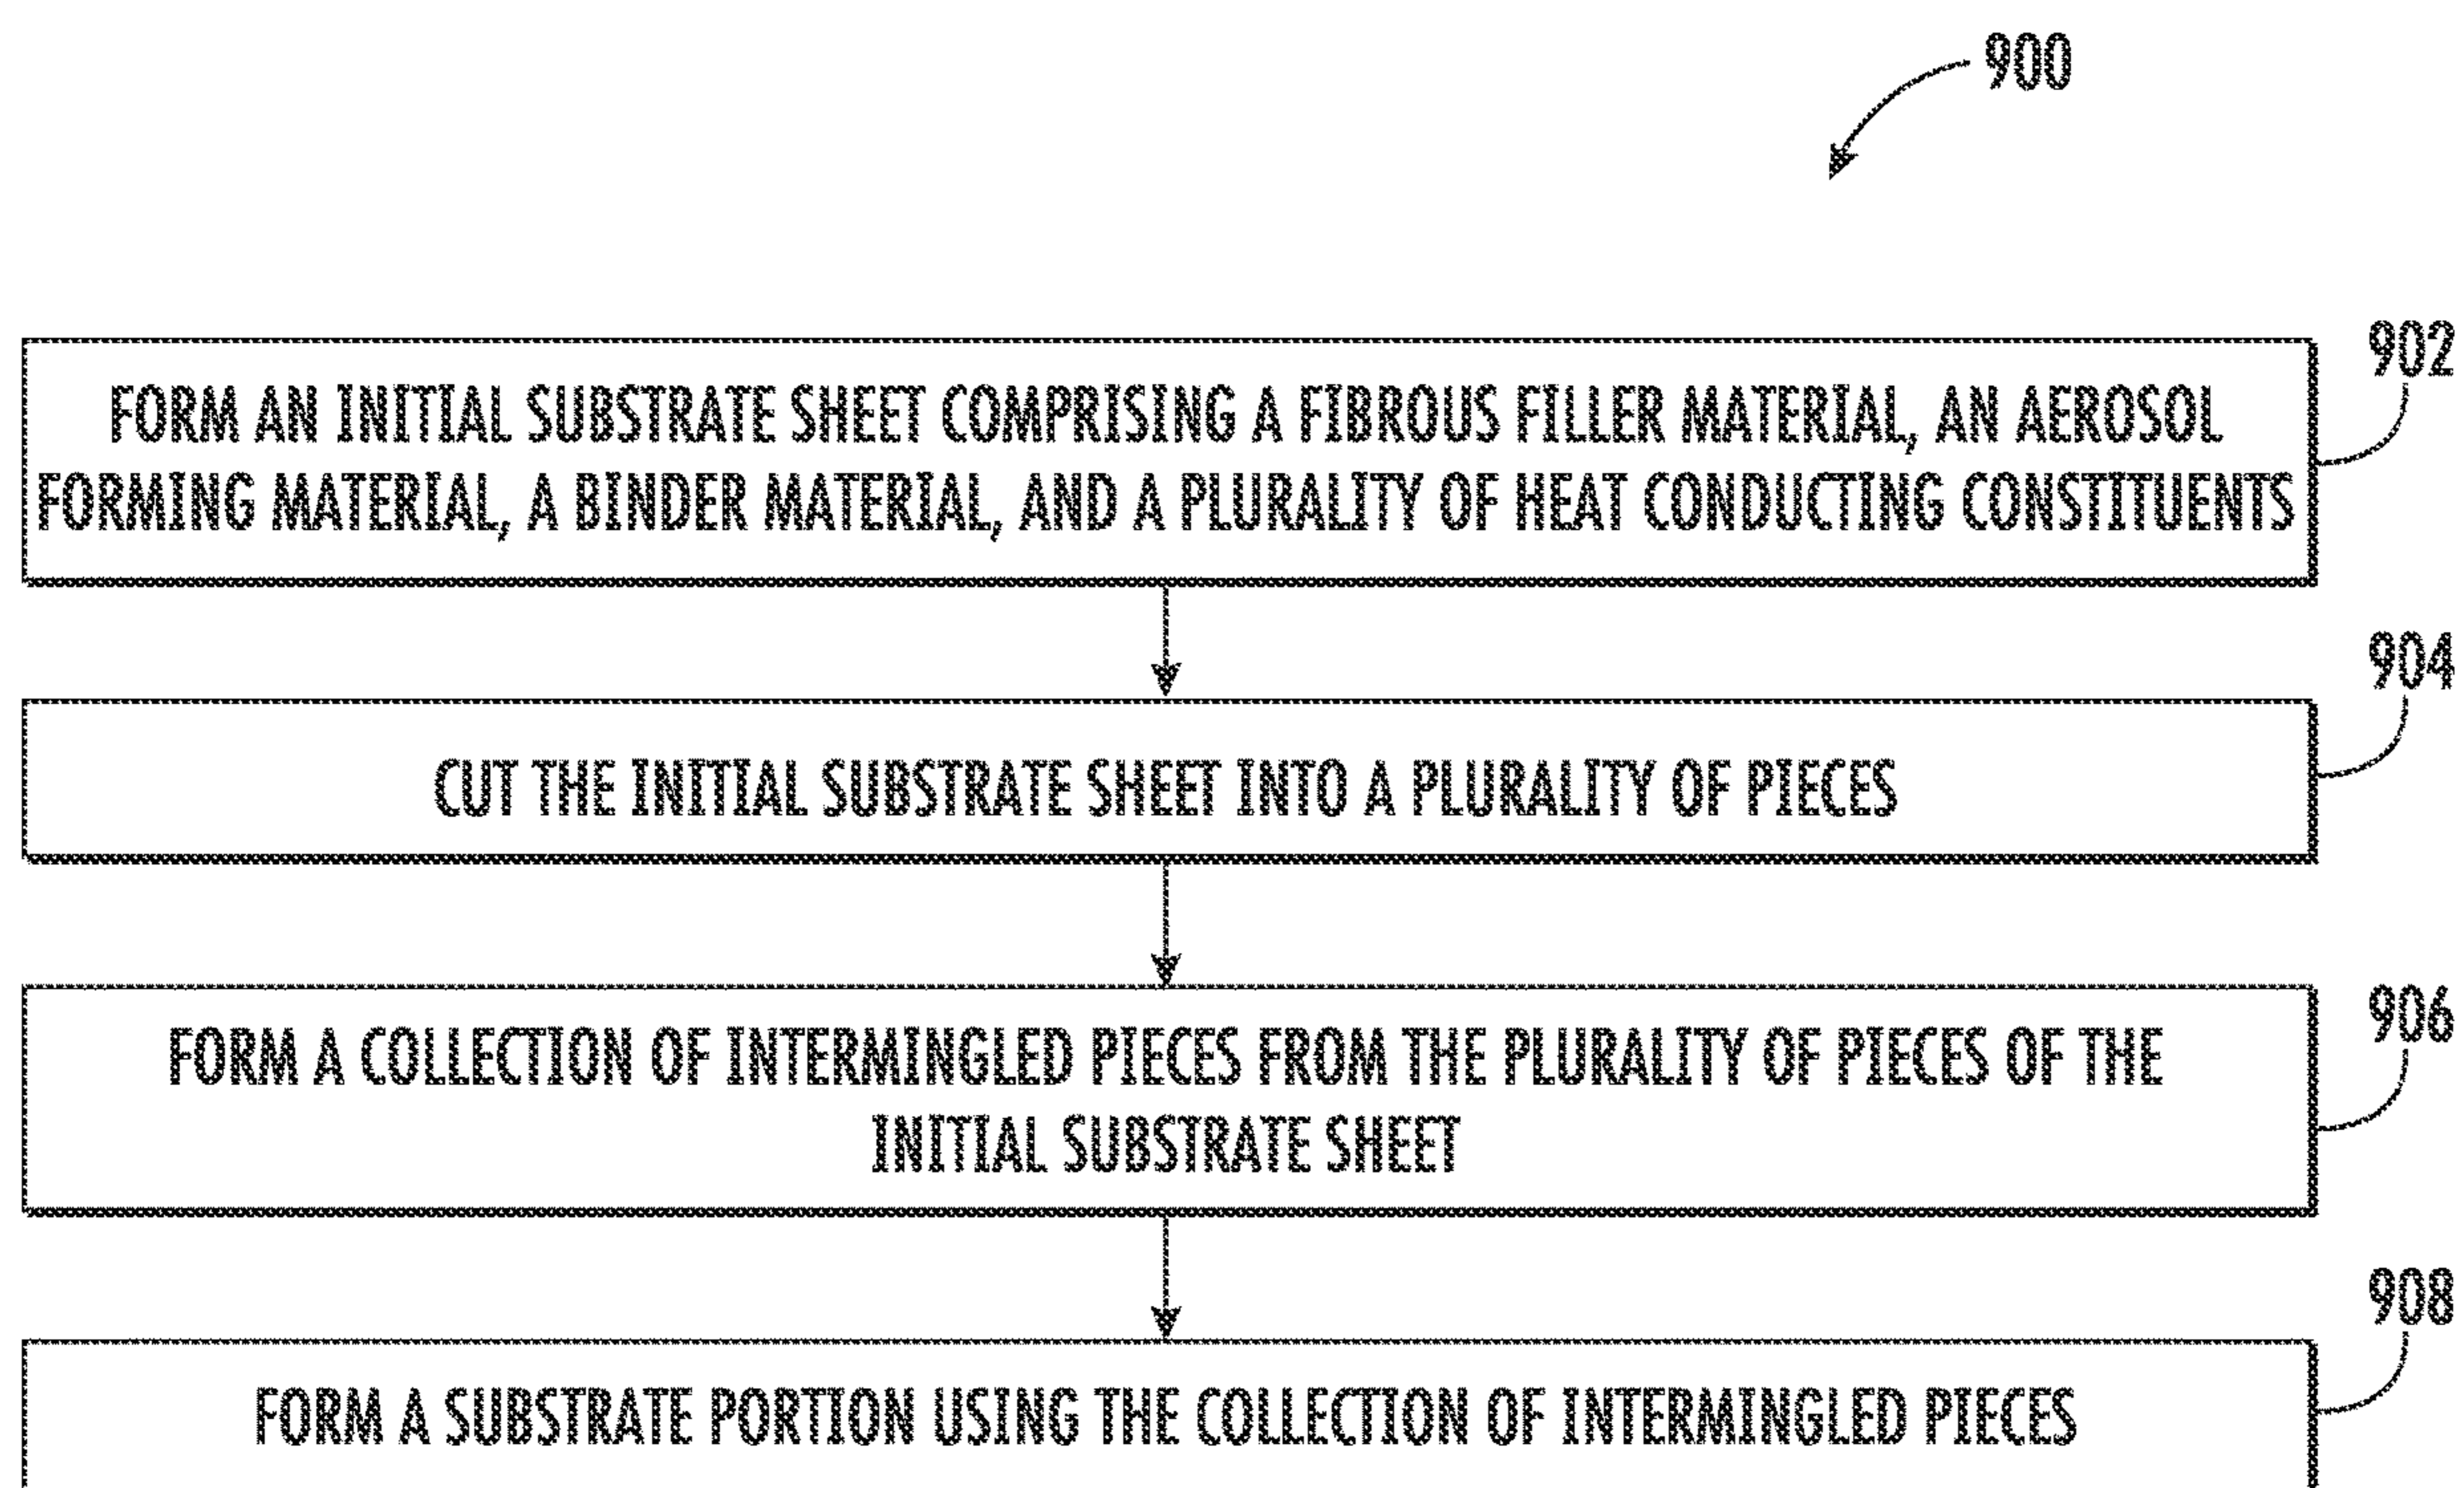 900
902
FORM AN INITIAL SUBSTRATE SHEET COMPRISING A FIBROUS FILLER MATERIAL, AN AEROSOL
FORMING MATERIAL, A BINDER MATERIAL, AND A PLURALITY OF HEAT CONDUCTING CONSTITUENTS
904
CUT THE INITIAL SUBSTRATE SHEET INTO A PLURALITY OF PIECES
906
FORM A COLLECTION OF INTERMINGLED PIECES FROM THE PLURALITY OF PIECES OF THE
INITIAL SUBSTRATE SHEET
908
FORM A SUBSTRATE PORTION USING THE COLLECTION OF INTERMINGLED PIECES